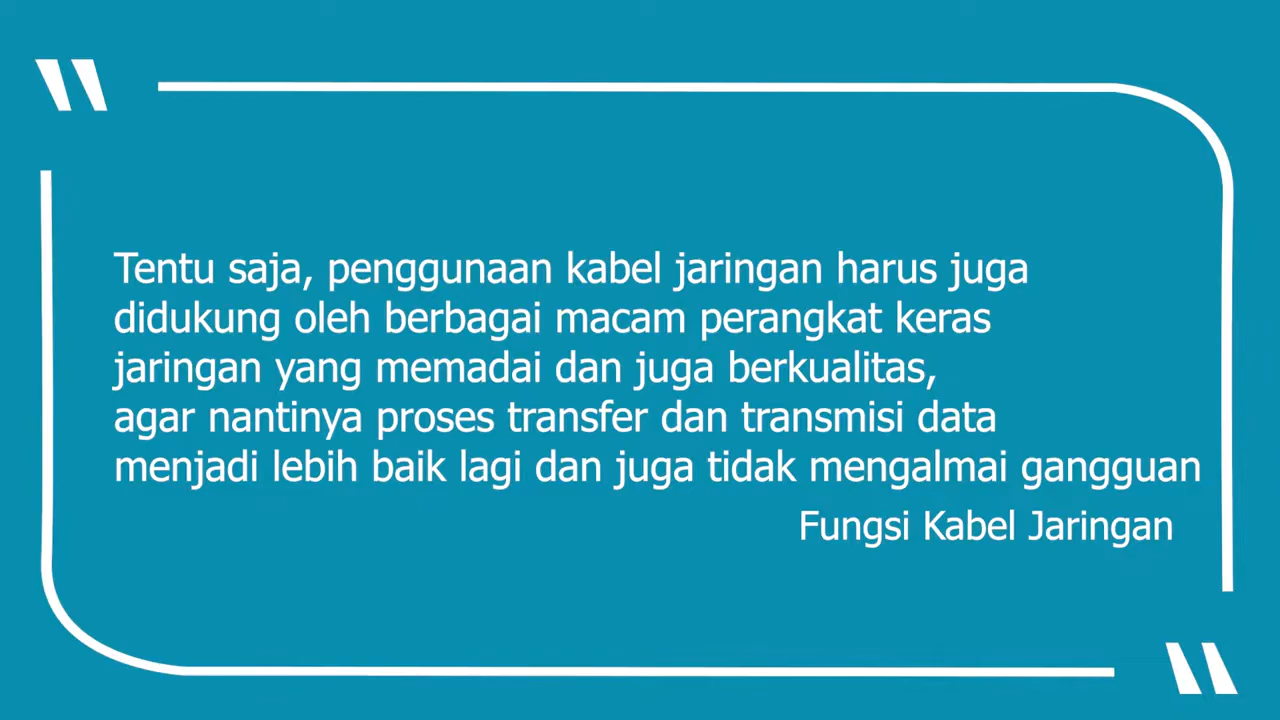 Tentu saja, penggunaan kabel jaringan harus juga
didukung oleh berbagai macam perangkat keras
jaringan yang memadai dan juga berkualitas,
agar nantinya proses transfer dan transmisi data
menjadi lebih baik lagi dan juga tidak mengalmai gangguan
Fungsi Kabel Jaringan